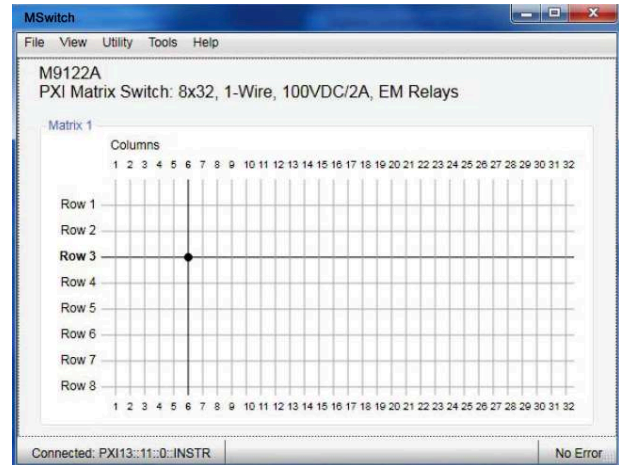 MSwitch
File View Utility Tools Help
M9122A
PXI Matrix Switch: 8x32, 1-Wire, 100VDC/2A, EM Relays
Matrix 1
Columns
1 2 3 4 5 6 7 8 9 10 11 12 13 14 15 16 17 18 19 20 21 22 23 24 25 26 27 28 29 30 31 32
Row 1
Row 2
Row 3
Row 4
Row 5
Row 6
Row 7
Row 8
1 2 3 4 5 6 7 8 9 10 11 12 13 14 15 16 17 18 19 20 21 22 23 24 25 26 27 28 29 30 31 32
Connected: PXI13::11::0::INSTR No Error